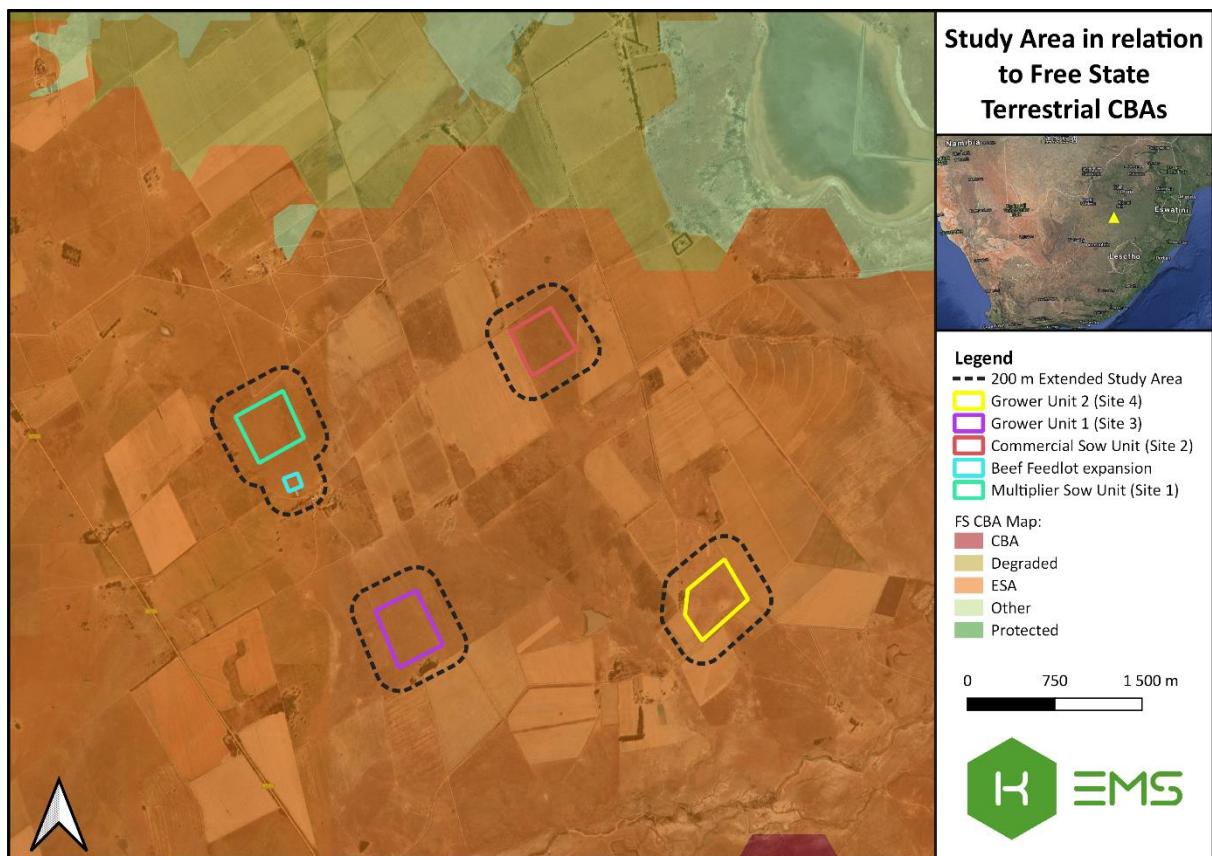 Study Area in relation
to Free State
Terrestrial CBAs
Namibia
Eswatini
Lesotho
Legend
200 m Extended Study Area
Grower Unit 2 (Site 4)
Grower Unit 1 (Site 3)
Commercial Sow Unit (Site 2)
Beef Feedlot expansion
Multiplier Sow Unit (Site 1)
FS CBA Map:
CBA
Degraded
ESA
Other
Protected
0 750 1 500 m
K EMS